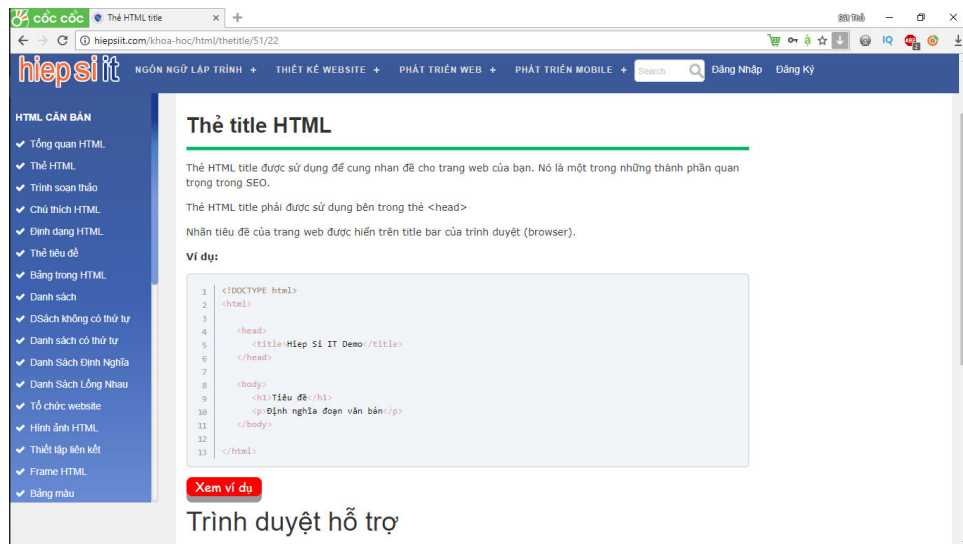 cốc cốc
Thẻ HTML title
hiepsiit.com/khoa-hoc/html/thetitle/51/22
IQ
hiepsiit
NGÔN NGỮ LẬP TRÌNH +
THIẾT KẾ WEBSITE +
PHÁT TRIỂN WEB +
PHÁT TRIỂN MOBILE +
Search
Đăng Nhập
Đăng Ký
HTML CĂN BẢN
Tổng quan HTML
Thẻ HTML
Trình soạn thảo
Chú thích HTML
Định dạng HTML
Thẻ tiêu đề
Bảng trong HTML
Danh sách
DSách không có thứ tự
Danh sách có thứ tự
Danh Sách Định Nghĩa
Danh Sách Lồng Nhau
Tổ chức website
Hình ảnh HTML
Thiết lập liên kết
Frame HTML
Bảng màu
Thẻ title HTML
Thẻ HTML title được sử dụng để cung nhan đề cho trang web của bạn. Nó là một trong những thành phần quan
trọng trong SEO.
Thẻ HTML title phải được sử dụng bên trong thẻ <head>
Nhãn tiêu đề của trang web được hiển trên title bar của trình duyệt (browser).
Ví dụ:
1 <!DOCTYPE html>
2 <html>
3
4 <head>
5 <title>Hiep Si IT Demo</title>
6 </head>
7
8 <body>
9 <h1>Tiêu đề</h1>
10 <p>Định nghĩa đoạn văn bản</p>
11 </body>
12
13 </html>
Xem ví dụ
Trình duyệt hỗ trợ